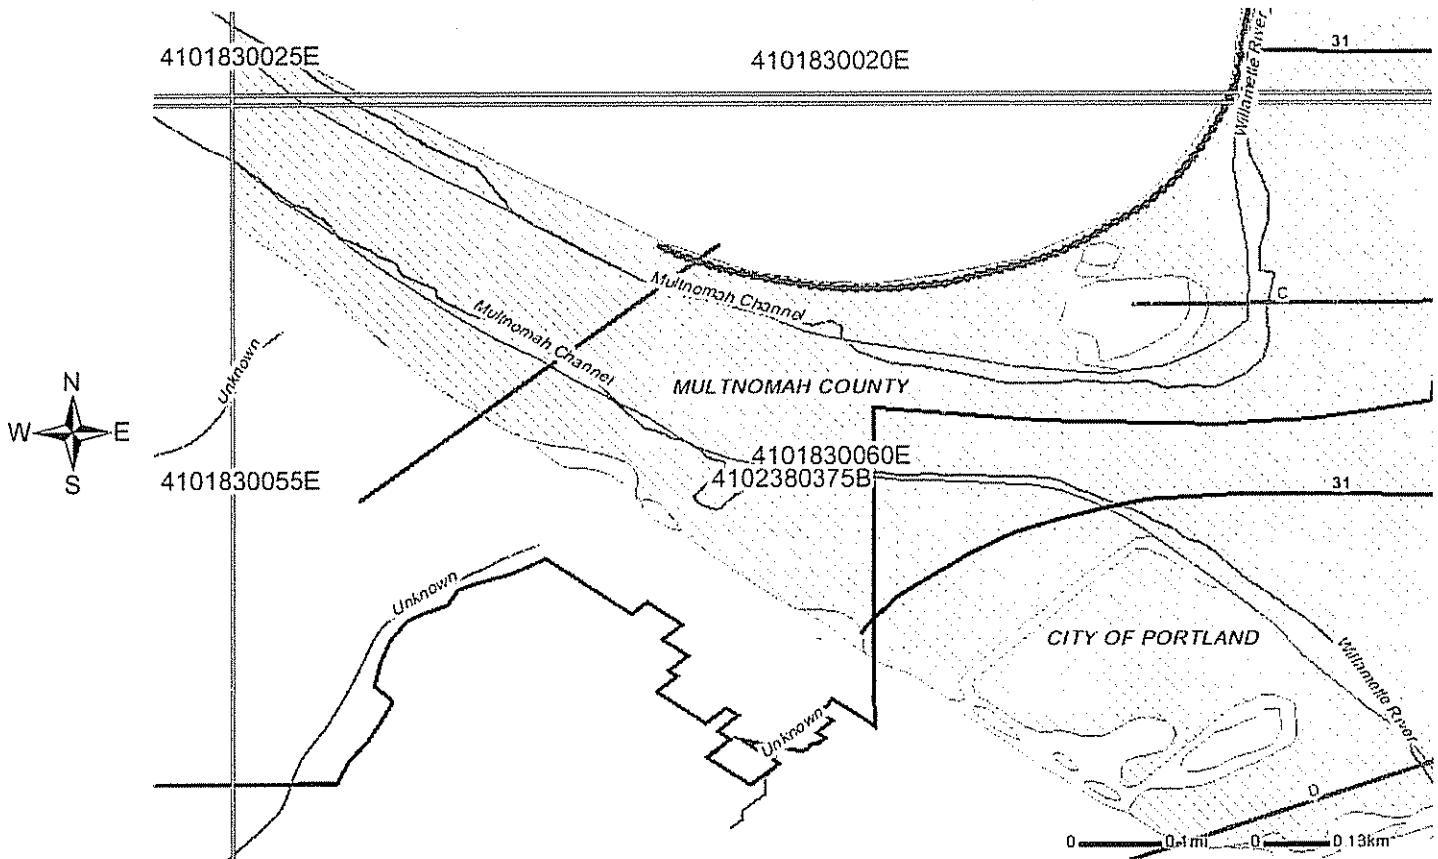 4101830025E
4101830020E
31
Willamette River
C
Multnomah Channel
Multnomah Channel
MULTNOMAH COUNTY
Unknown
N
W E
S
4101830060E
4101830055E
4102380375B
31
Unknown
CITY OF PORTLAND
Willamette River
Unknown
D
0 0.1mi 0 0.13km